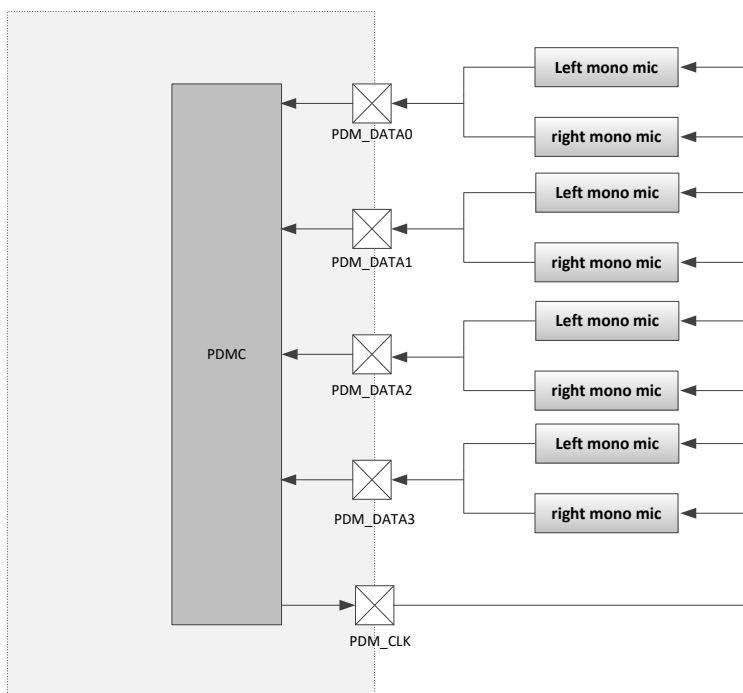 Left mono mic
PDM_DATA0
right mono mic
Left mono mic
PDM_DATA1
right mono mic
Left mono mic
PDMC
PDM_DATA2
right mono mic
Left mono mic
PDM_DATA3
right mono mic
PDM_CLK